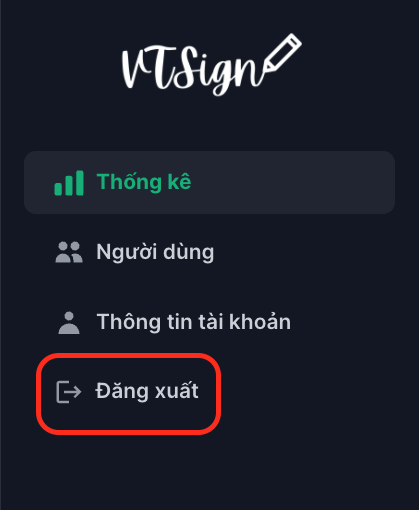 VTSign
Thống kê
Người dùng
Thông tin tài khoản
Đăng xuất